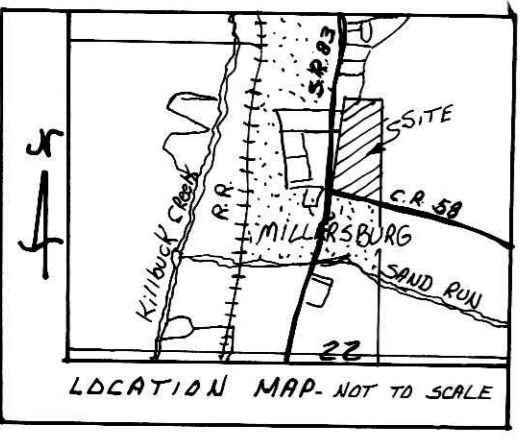 S.R. 83
SITE
N
Killbuck Creek
R.R.
C.R. 58
MILLERSBURG
SAND RUN
22
LOCATION MAP- NOT TO SCALE